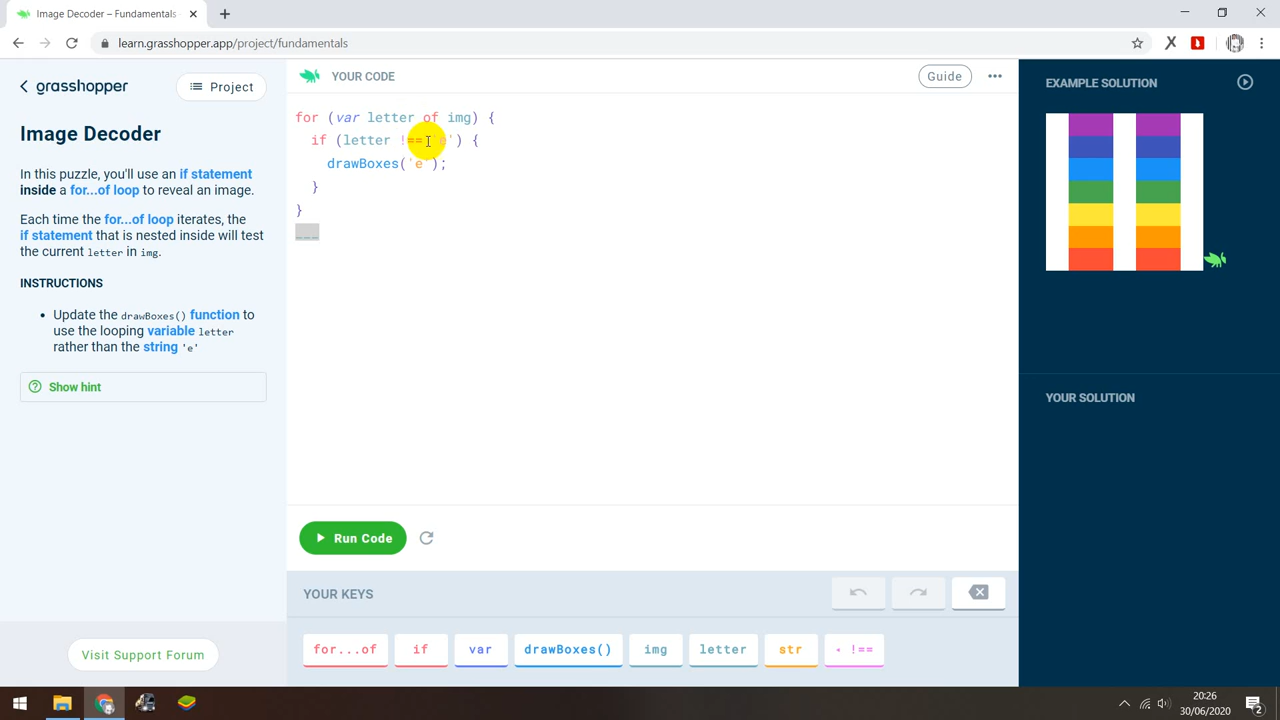 Image Decoder – Fundamentals
learn.grasshopper.app/project/fundamentals
grasshopper
Project
Image Decoder
In this puzzle, you'll use an if statement
inside a for...of loop to reveal an image.
Each time the for...of loop iterates, the
if statement that is nested inside will test
the current letter in img.
INSTRUCTIONS
• Update the drawBoxes() function to
use the looping variable letter
rather than the string 'e'
Show hint
Visit Support Forum
YOUR CODE
Guide
for (var letter of img) {
if (letter !== ') {
drawBoxes('e');
}
}
___
Run Code
YOUR KEYS
for...of
if
var
drawBoxes()
img
letter
str
◂ !==
EXAMPLE SOLUTION
YOUR SOLUTION
20:26
30/06/2020
2